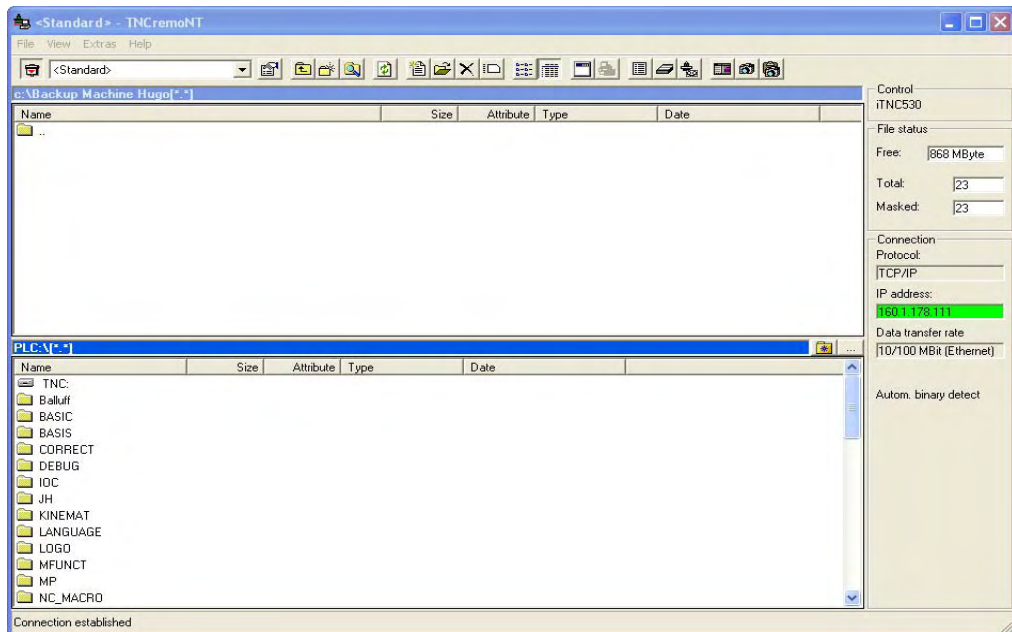 <Standard> - TNCremoNT
File View Extras Help
<Standard>
c:\Backup Machine Hugo[*.*]
Name Size Attribute Type Date
..
PLC:\[*.*]
...
Name Size Attribute Type Date
TNC:
Balluff
BASIC
BASIS
CORRECT
DEBUG
IOC
JH
KINEMAT
LANGUAGE
LOGO
MFUNCT
MP
NC_MACRO
Connection established
Control
iTNC530
File status
Free: 868 MByte
Total: 23
Masked: 23
Connection
Protocol:
TCP/IP
IP address:
160.1.178.111
Data transfer rate
10/100 MBit (Ethernet)
Autom. binary detect